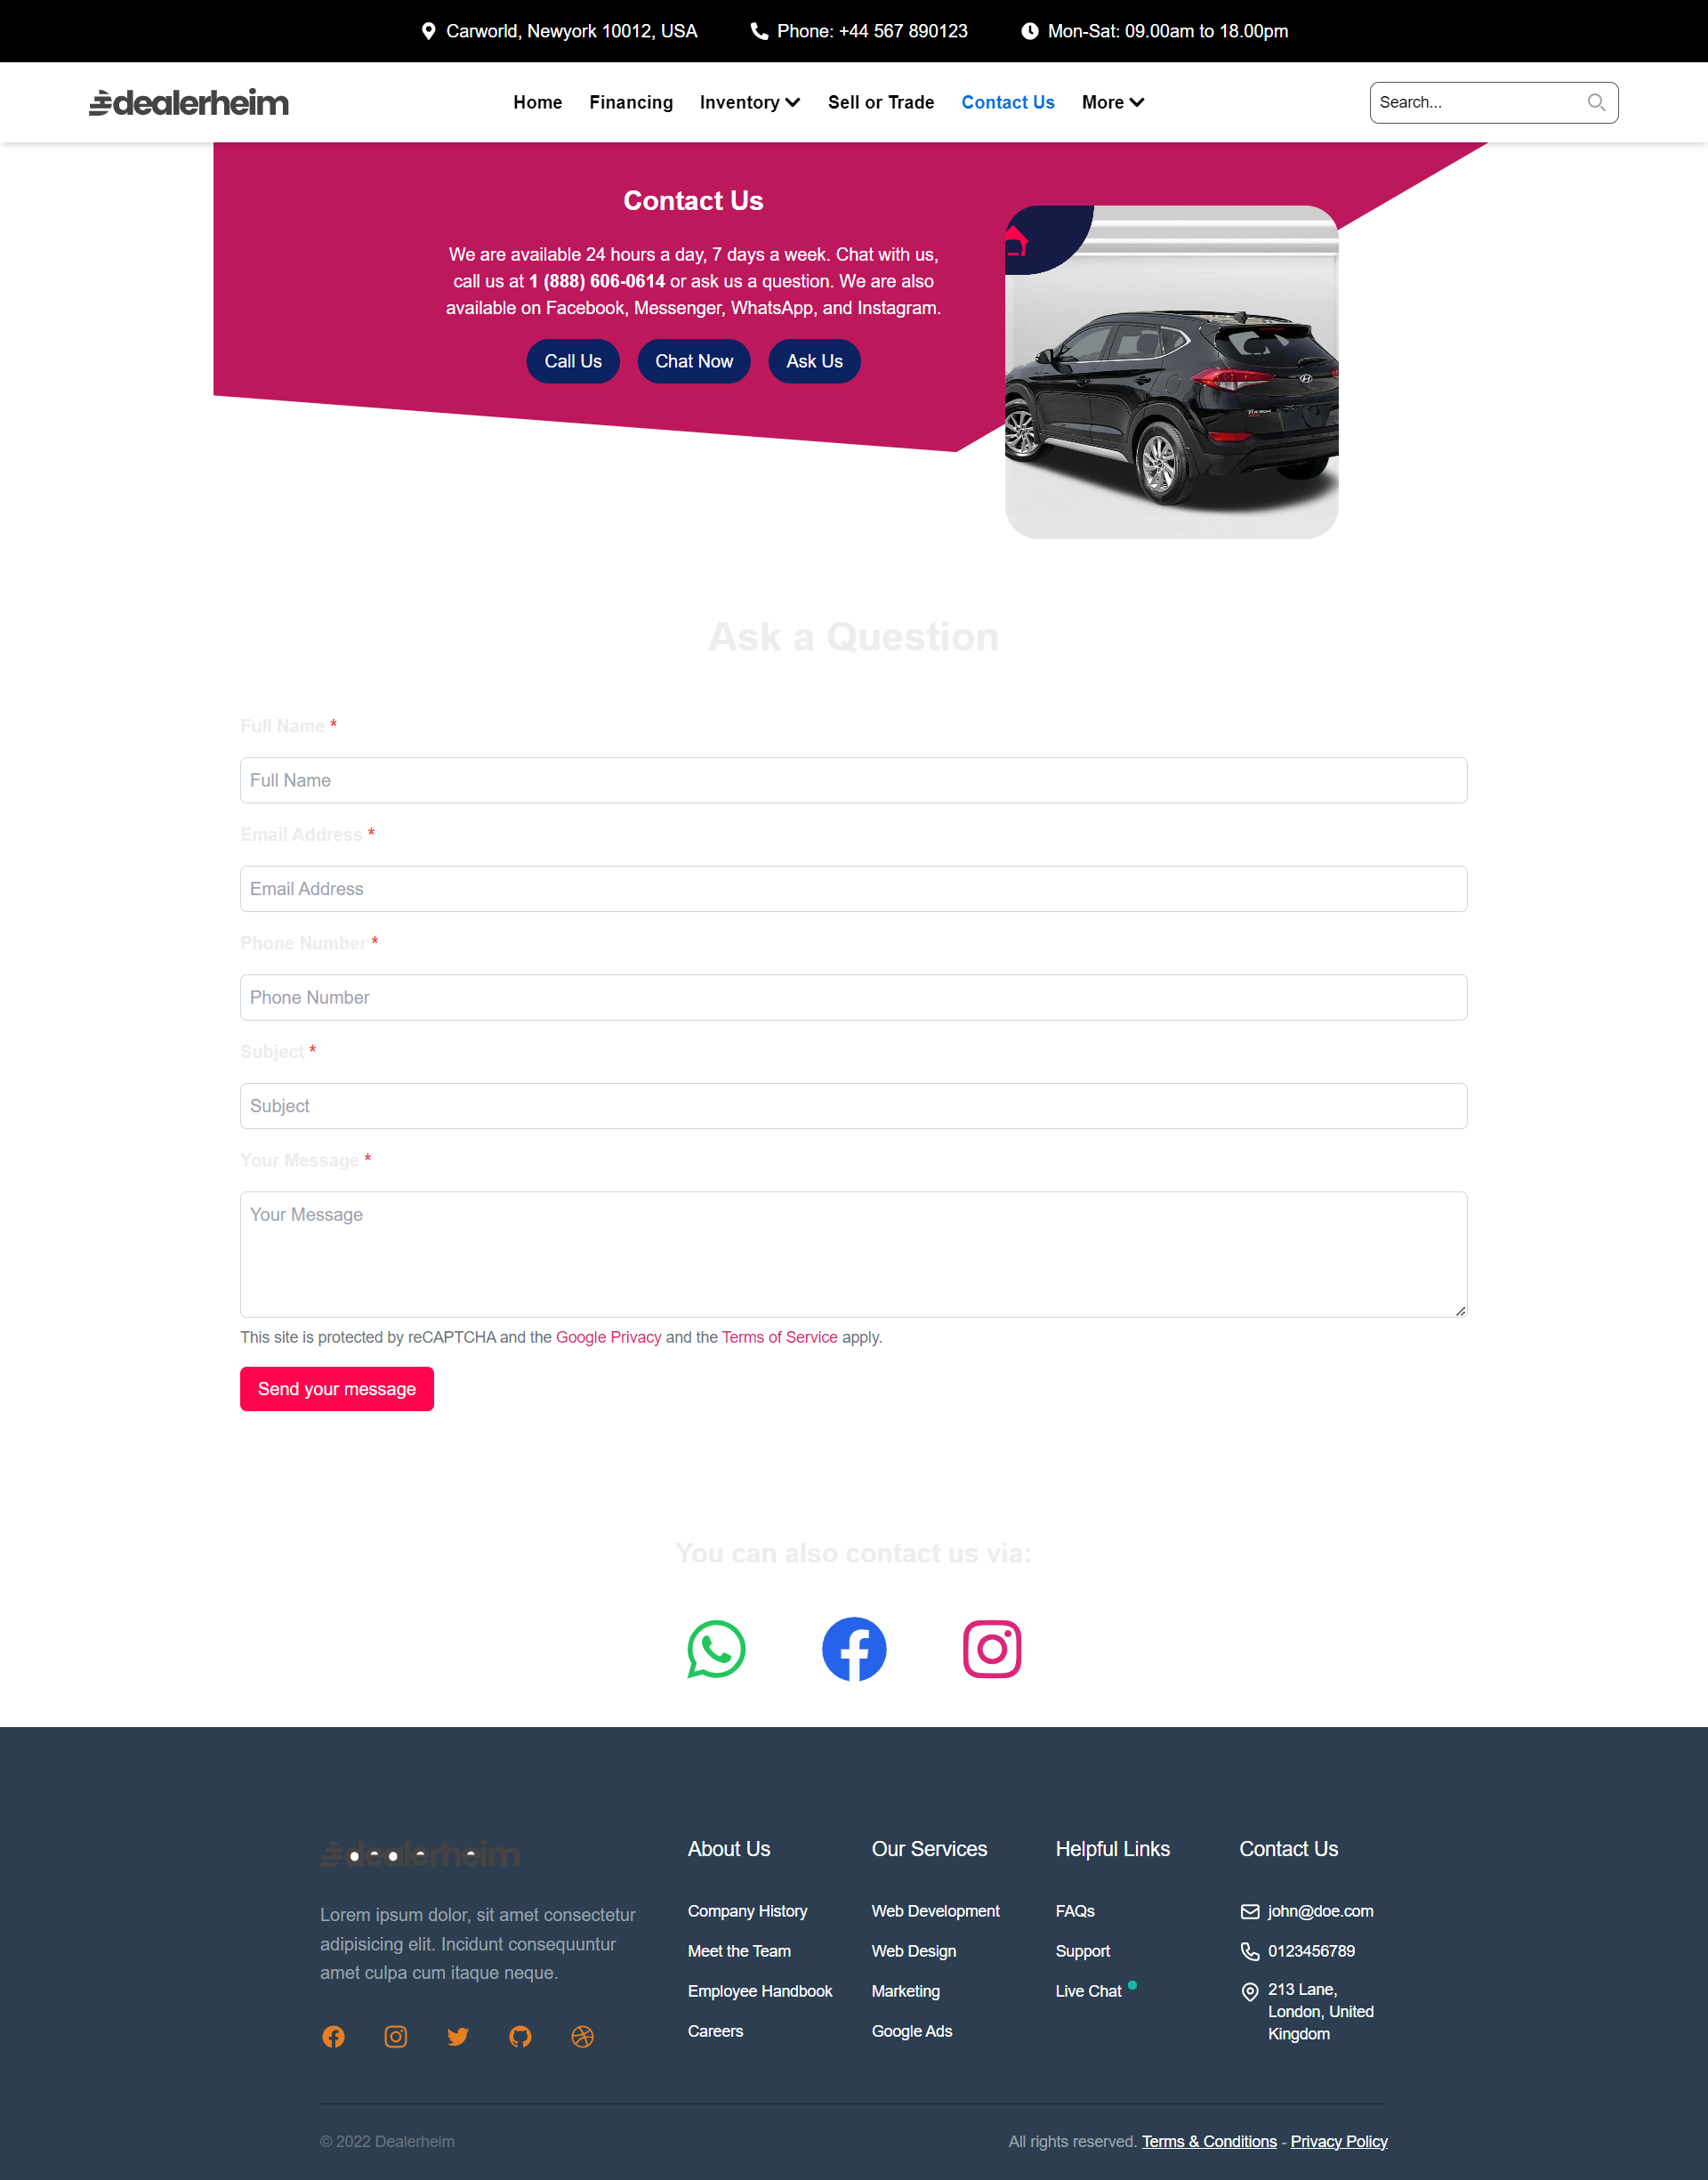 Carworld, Newyork 10012, USA
Phone: +44 567 890123
Mon-Sat: 09.00am to 18.00pm
dealerheim
Home
Financing
Inventory
Sell or Trade
Contact Us
More
Search...
Contact Us
We are available 24 hours a day, 7 days a week. Chat with us,
call us at 1 (888) 606-0614 or ask us a question. We are also
available on Facebook, Messenger, WhatsApp, and Instagram.
Call Us
Chat Now
Ask Us
TUCSON
Ask a Question
Full Name *
Full Name
Email Address *
Email Address
Phone Number *
Phone Number
Subject *
Subject
Your Message *
Your Message
This site is protected by reCAPTCHA and the Google Privacy and the Terms of Service apply.
Send your message
You can also contact us via:
dealerheim
Lorem ipsum dolor, sit amet consectetur
adipisicing elit. Incidunt consequuntur
amet culpa cum itaque neque.
About Us
Company History
Meet the Team
Employee Handbook
Careers
Our Services
Web Development
Web Design
Marketing
Google Ads
Helpful Links
FAQs
Support
Live Chat
Contact Us
john@doe.com
0123456789
213 Lane,
London, United
Kingdom
© 2022 Dealerheim
All rights reserved. Terms & Conditions - Privacy Policy